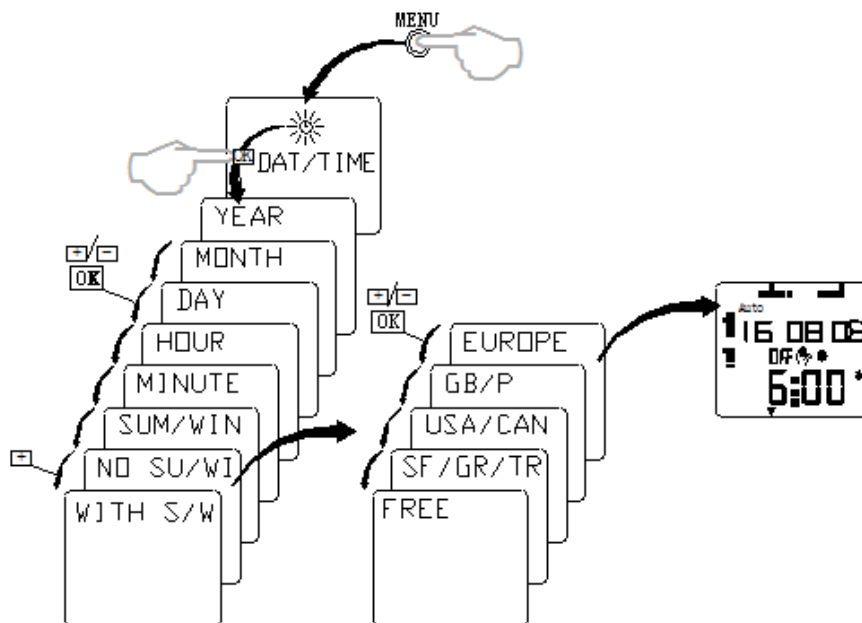 MENU
OK
DAT/TIME
YEAR
+/-
OK
MONTH
DAY
HOUR
MINUTE
SUM/WIN
+
NO SU/WI
WITH S/W
+/-
OK
EUROPE
GB/P
USA/CAN
SF/GR/TR
FREE
Auto
16 08 08
OFF
6:00